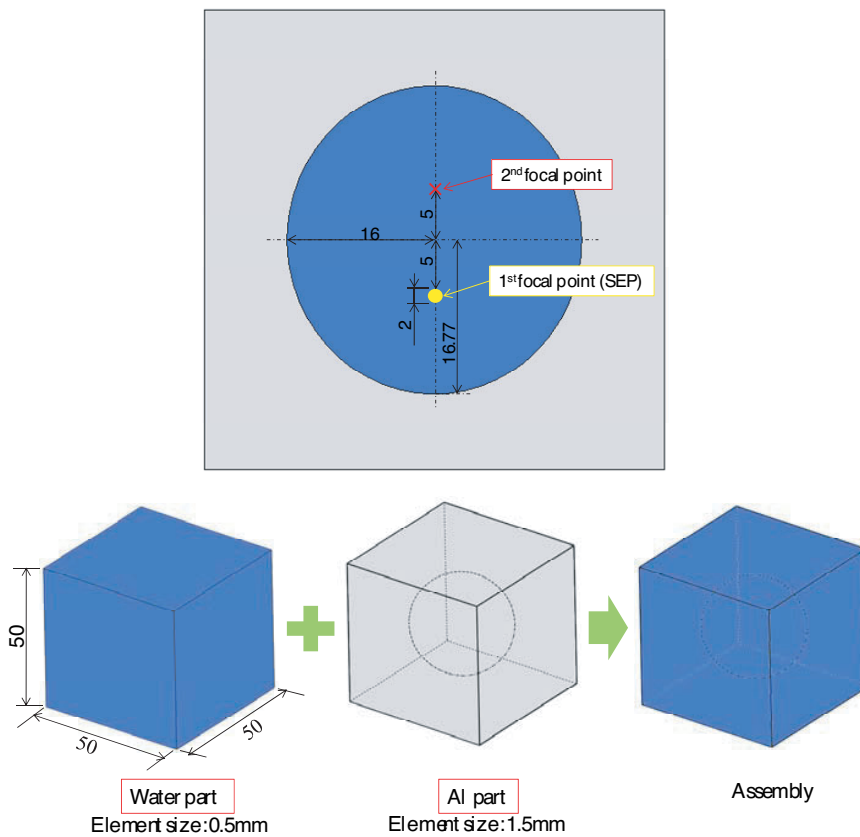 2nd focal point
5
16
5
1st focal point (SEP)
2
16.77
50
50
50
Water part
Element size:0.5mm
Al part
Element size:1.5mm
Assembly